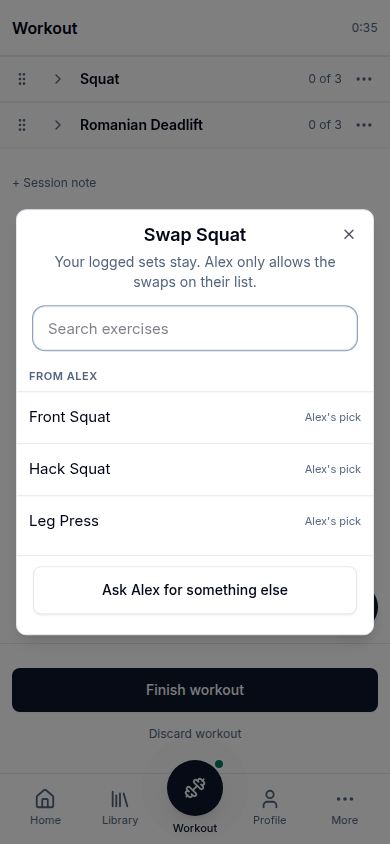 Workout
0:35
Squat
0 of 3
Romanian Deadlift
0 of 3
+ Session note
Swap Squat
Your logged sets stay. Alex only allows the
swaps on their list.
Search exercises
FROM ALEX
Front Squat
Alex's pick
Hack Squat
Alex's pick
Leg Press
Alex's pick
Ask Alex for something else
Finish workout
Discard workout
Home
Library
Workout
Profile
More